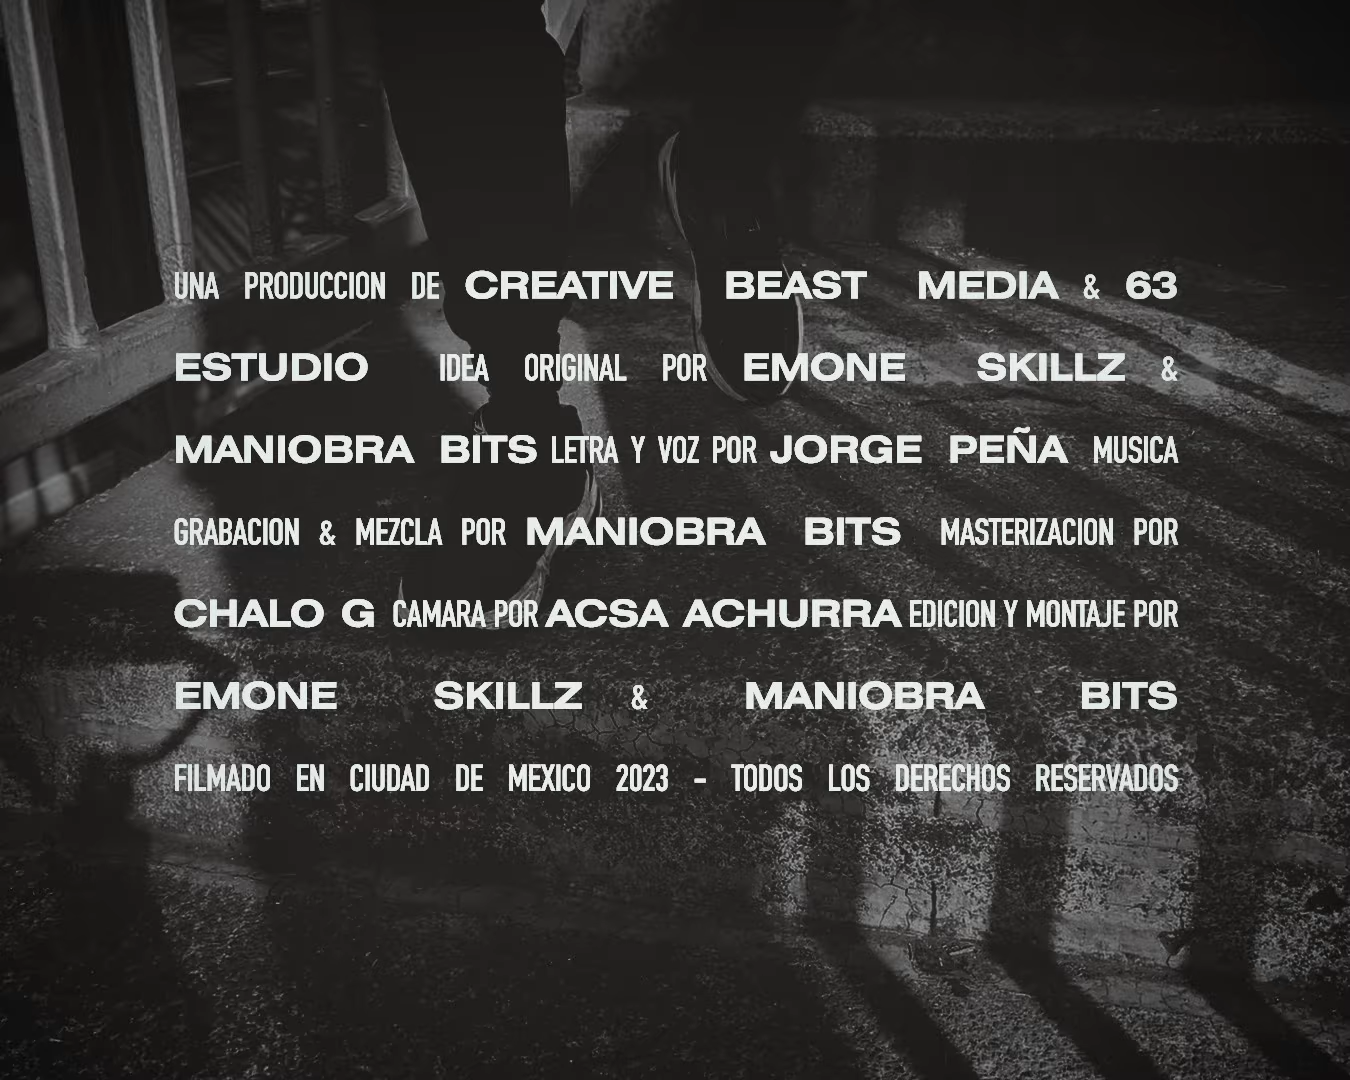 UNA PRODUCCION DE CREATIVE BEAST MEDIA & 63
ESTUDIO IDEA ORIGINAL POR EMONE SKILLZ &
MANIOBRA BITS LETRA Y VOZ POR JORGE PEÑA MUSICA
GRABACION & MEZCLA POR MANIOBRA BITS MASTERIZACION POR
CHALO G CAMARA POR ACSA ACHURRA EDICION Y MONTAJE POR
EMONE SKILLZ & MANIOBRA BITS
FILMADO EN CIUDAD DE MEXICO 2023 - TODOS LOS DERECHOS RESERVADOS